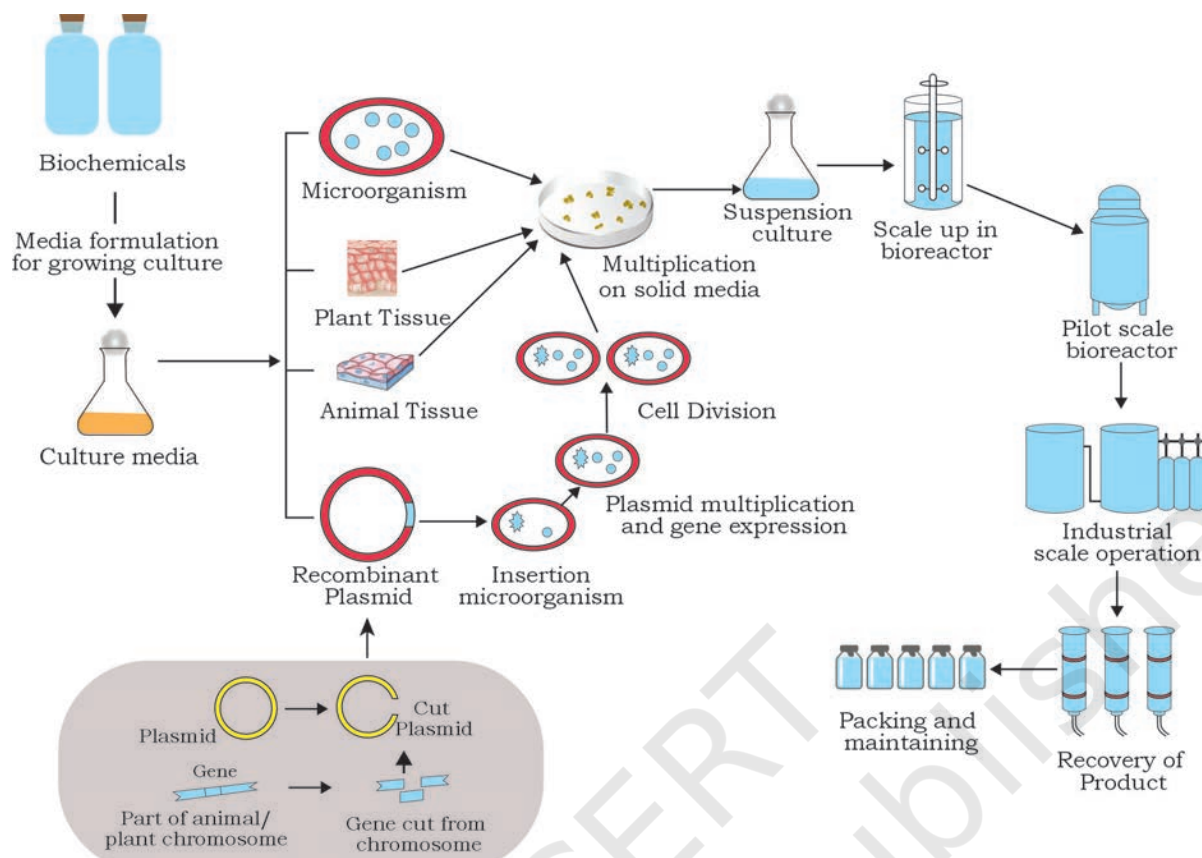 Biochemicals
Media formulation
for growing culture
Culture media
Microorganism
Plant Tissue
Animal Tissue
Recombinant
Plasmid
Insertion
microorganism
Plasmid multiplication
and gene expression
Cell Division
Multiplication
on solid media
Suspension
culture
Scale up in
bioreactor
Pilot scale
bioreactor
Industrial
scale operation
Recovery of
Product
Packing and
maintaining
Plasmid
Cut
Plasmid
Gene
Part of animal/
plant chromosome
Gene cut from
chromosome